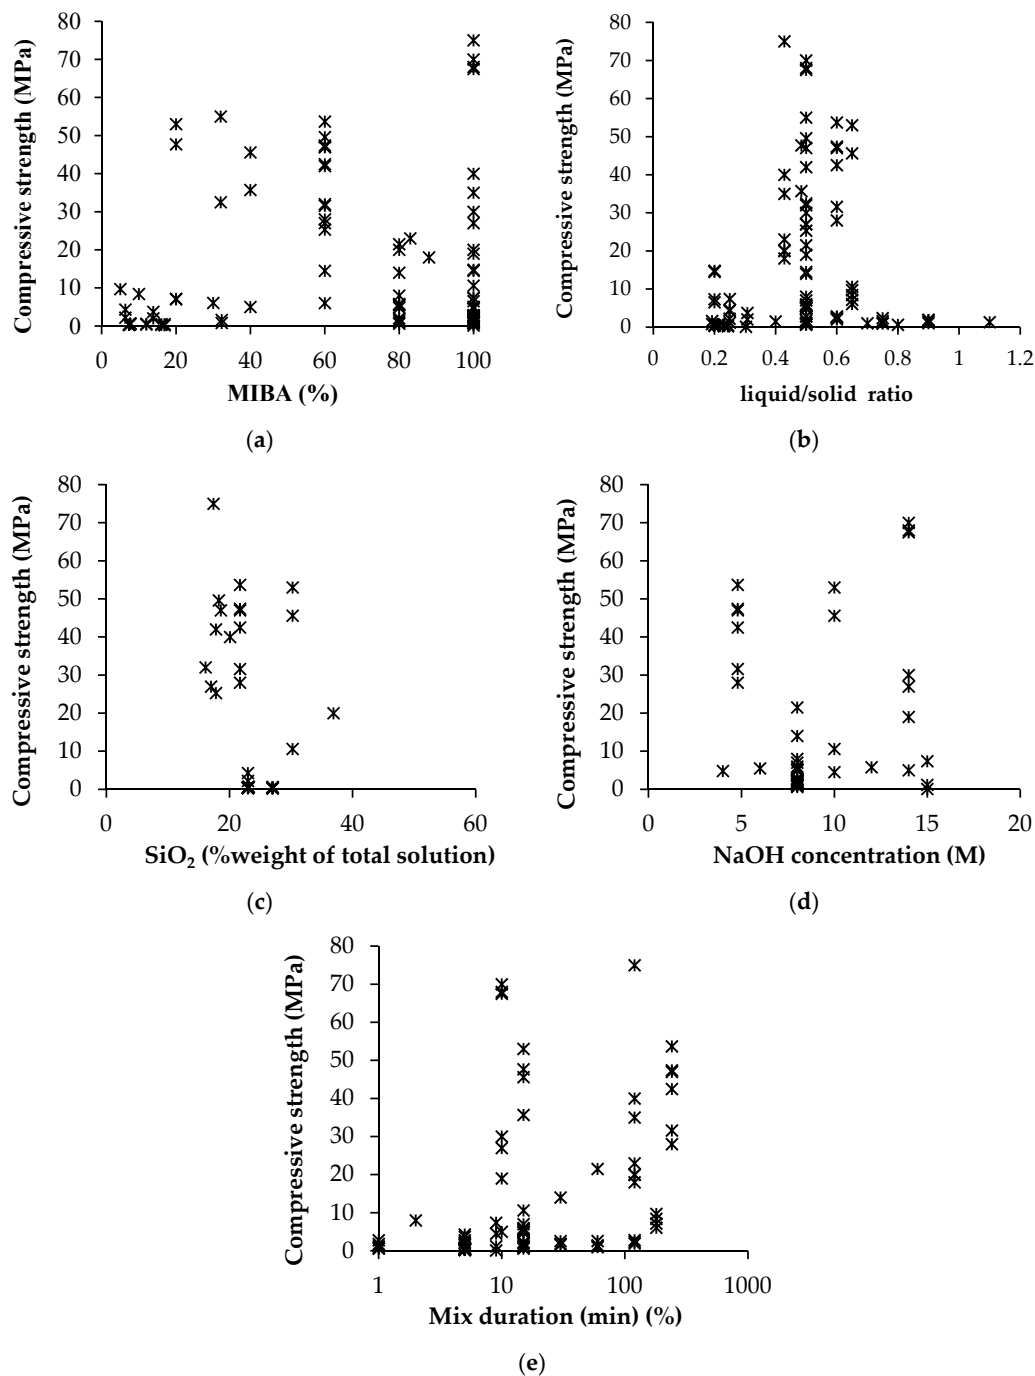 Compressive strength (MPa)
80
70
60
50
40
30
20
10
0
0 20 40 60 80 100
MIBA (%)
(a)
Compressive strength (MPa)
80
70
60
50
40
30
20
10
0
0 0.2 0.4 0.6 0.8 1 1.2
liquid/solid ratio
(b)
Compressive strength (MPa)
80
70
60
50
40
30
20
10
0
0 20 40 60
SiO₂ (%weight of total solution)
(c)
Compressive strength (MPa)
80
70
60
50
40
30
20
10
0
0 5 10 15 20
NaOH concentration (M)
(d)
Compressive strength (MPa)
80
70
60
50
40
30
20
10
0
1 10 100 1000
Mix duration (min) (%)
(e)